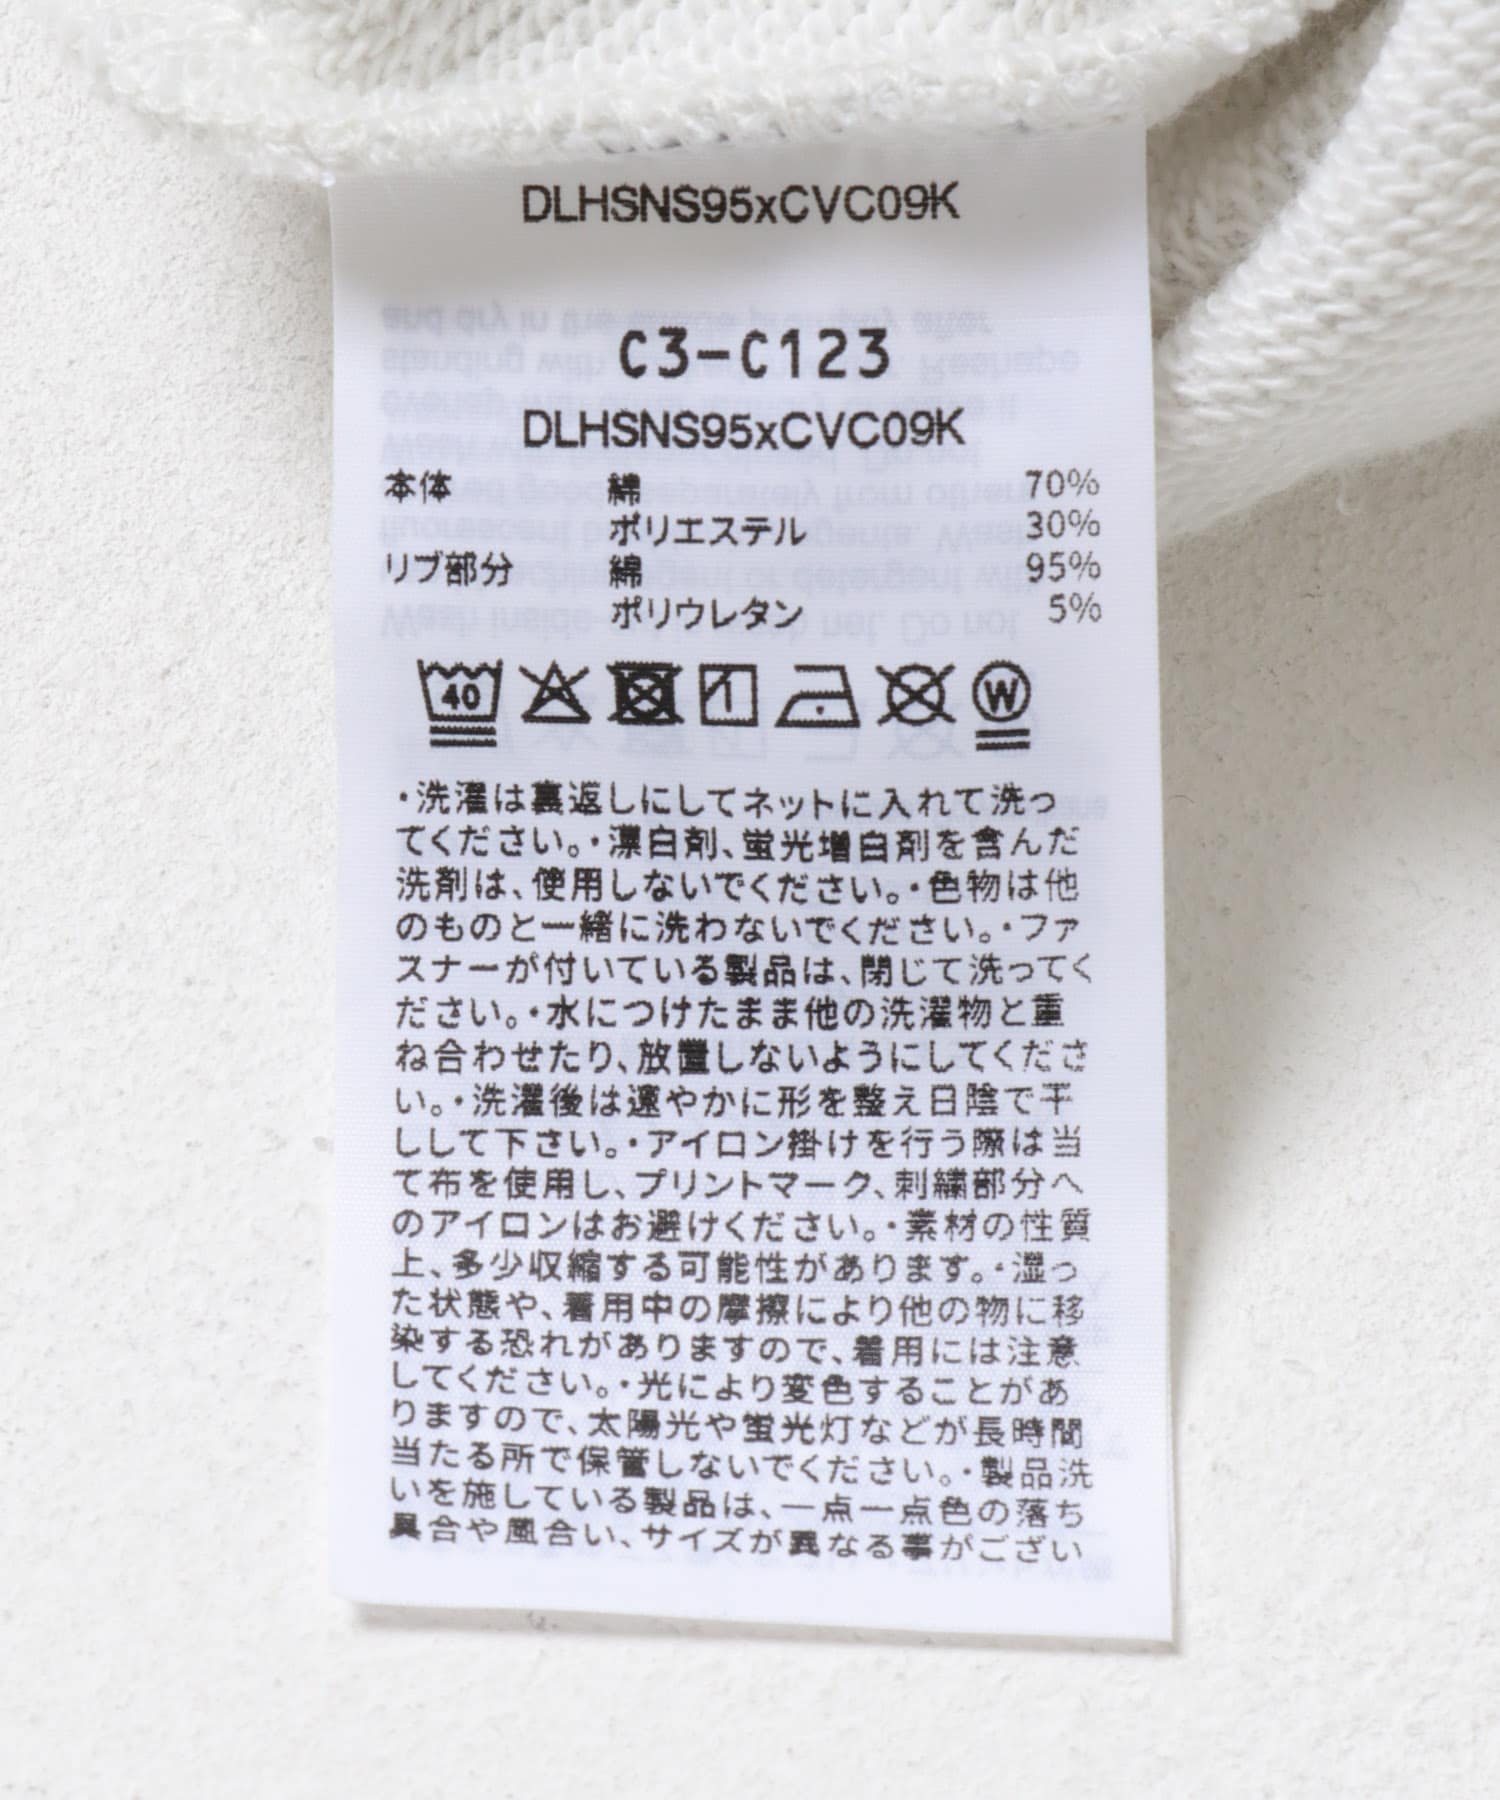 DLHSNS95xCVC09K
C3-C123
DLHSNS95xCVC09K
本体 綿 70%
ポリエステル 30%
リブ部分 綿 95%
ポリウレタン 5%
40 W
・洗濯は裏返しにしてネットに入れて洗っ
てください。・漂白剤、蛍光増白剤を含んだ
洗剤は、使用しないでください。・色物は他
のものと一緒に洗わないでください。・ファ
スナーが付いている製品は、閉じて洗ってく
ださい。・水につけたまま他の洗濯物と重
ね合わせたり、放置しないようにしてくださ
い。・洗濯後は速やかに形を整え日陰で干
しして下さい。・アイロン掛けを行う際は当
て布を使用し、プリントマーク、刺繍部分へ
のアイロンはお避けください。・素材の性質
上、多少収縮する可能性があります。・湿っ
た状態や、着用中の摩擦により他の物に移
染する恐れがありますので、着用には注意
してください。・光により変色することがあ
りますので、太陽光や蛍光灯などが長時間
当たる所で保管しないでください。・製品洗
いを施している製品は、一点一点色の落ち
具合や風合い、サイズが異なる事がござい